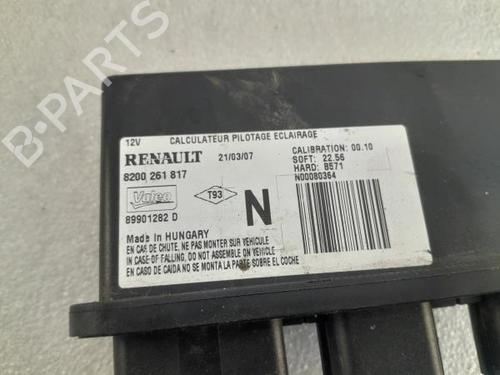 B-PARTS
12V CALCULATEUR PILOTAGE ECLAIRAGE
RENAULT 21/03/07 CALIBRATION: 00.10
8200 261 817 SOFT: 22.56
HARD: B571
N00080364
Valeo T93 N
89901282 D
Made in HUNGARY
EN CAS DE CHUTE, NE PAS MONTER SUR VEHICULE
IN CASE OF FALLING, DO NOT ASSEMBLE ON VEHICLE
EN CASO DE CAIDA NO SE MONTA LA PARTE SOBRE EL COCHE